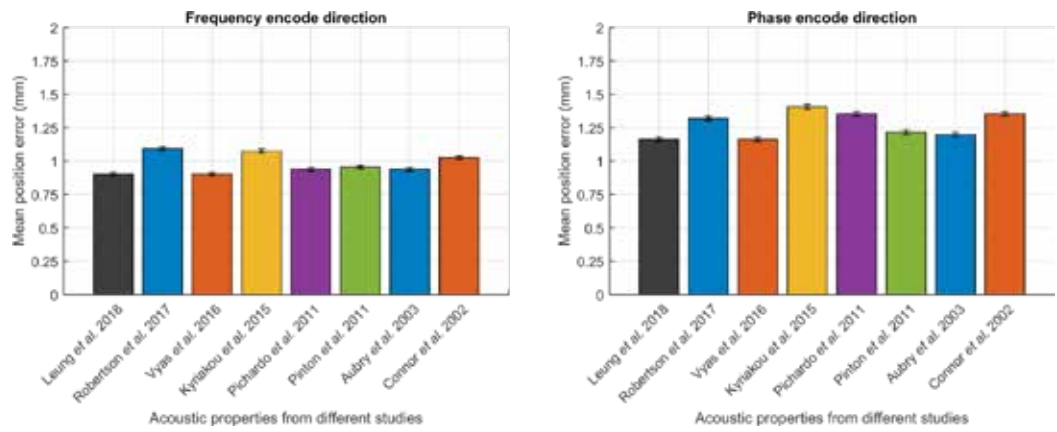 Frequency encode direction
Mean position error (mm)
2
1.75
1.5
1.25
1
0.75
0.5
0.25
0
Leung et al. 2018
Robertson et al. 2017
Vyas et al. 2016
Kyriakou et al. 2015
Pichardo et al. 2011
Pinton et al. 2011
Aubry et al. 2003
Connor et al. 2002
Acoustic properties from different studies
Phase encode direction
Mean position error (mm)
2
1.75
1.5
1.25
1
0.75
0.5
0.25
0
Leung et al. 2018
Robertson et al. 2017
Vyas et al. 2016
Kyriakou et al. 2015
Pichardo et al. 2011
Pinton et al. 2011
Aubry et al. 2003
Connor et al. 2002
Acoustic properties from different studies